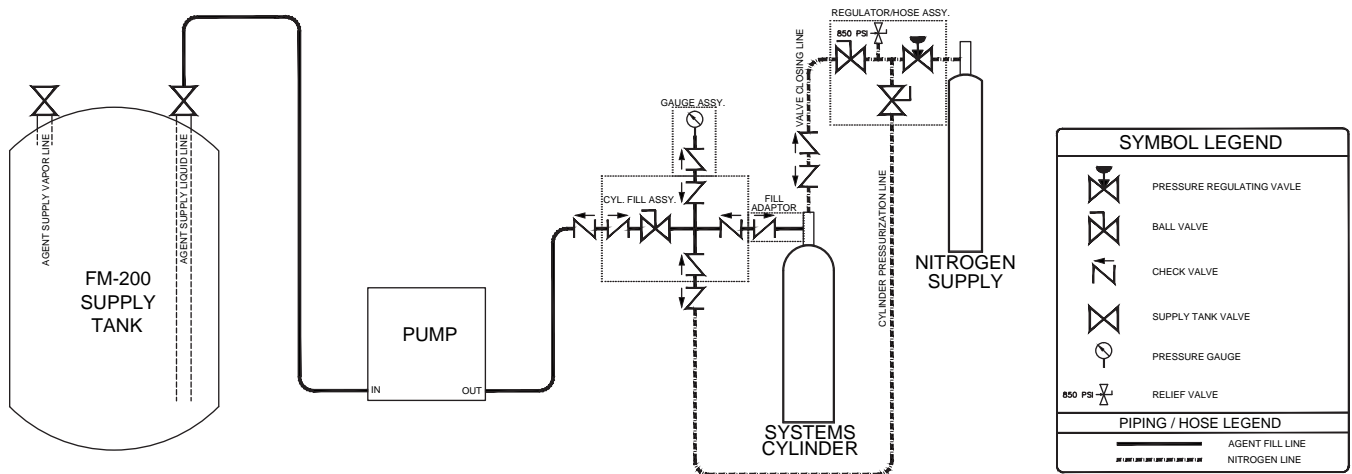 REGULATOR/HOSE ASSY.
850 PSI
VALVE CLOSING LINE
GAUGE ASSY.
AGENT SUPPLY VAPOR LINE
AGENT SUPPLY LIQUID LINE
CYL. FILL ASSY.
FILL
ADAPTOR
CYLINDER PRESSURIZATION LINE
NITROGEN
SUPPLY
FM-200
SUPPLY
TANK
PUMP
IN
OUT
SYSTEMS
CYLINDER
SYMBOL LEGEND
PRESSURE REGULATING VAVLE
BALL VALVE
CHECK VALVE
SUPPLY TANK VALVE
PRESSURE GAUGE
850 PSI
RELIEF VALVE
PIPING / HOSE LEGEND
AGENT FILL LINE
NITROGEN LINE